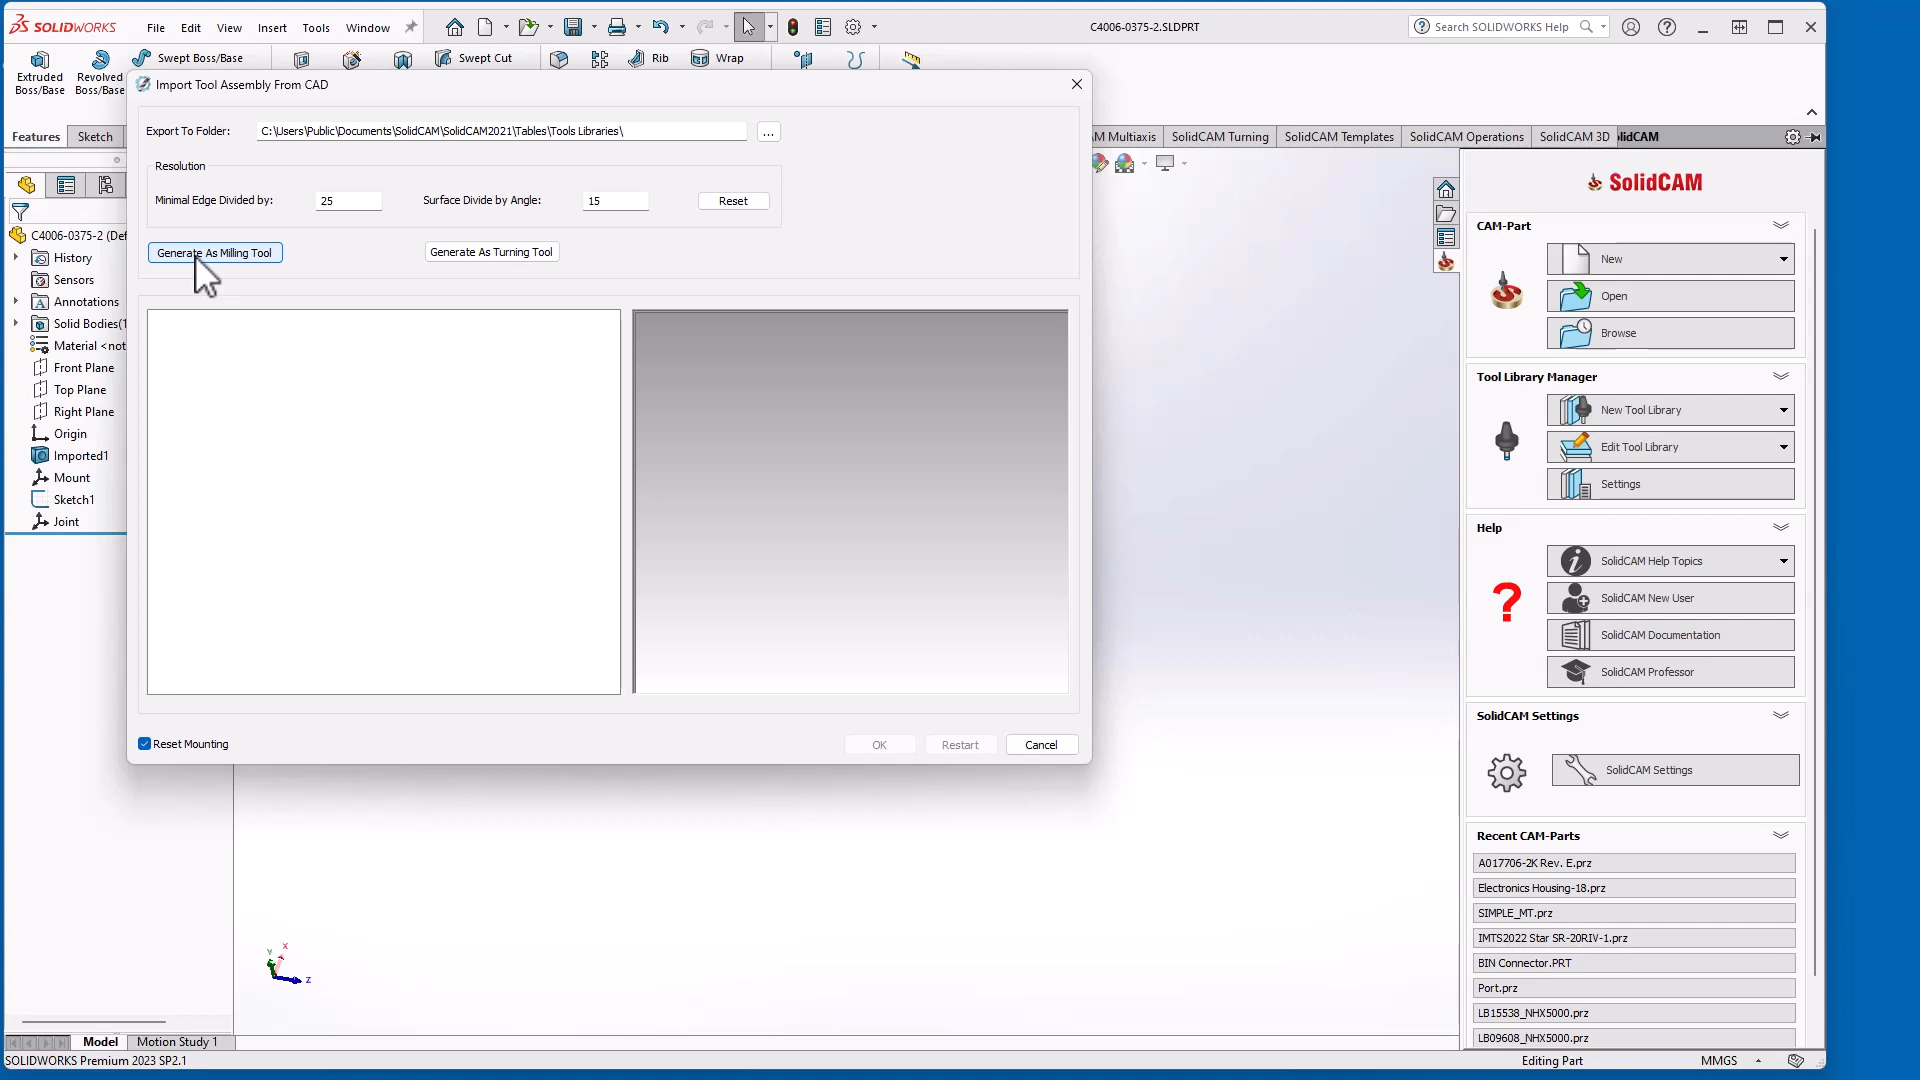 SOLIDWORKS File Edit View Insert Tools Window C4006-0375-2.SLDPRT Search SOLIDWORKS Help
Extruded Boss/Base
Revolved Boss/Base
Swept Boss/Base
Swept Cut
Rib
Wrap
Features Sketch
Multiaxis SolidCAM Turning SolidCAM Templates SolidCAM Operations SolidCAM 3D
Import Tool Assembly From CAD
Export To Folder: C:\Users\Public\Documents\SolidCAM\SolidCAM2021\Tables\Tools Libraries\ ...
Resolution
Minimal Edge Divided by: 25 Surface Divide by Angle: 15 Reset
Generate As Milling Tool Generate As Turning Tool
Reset Mounting
OK Restart Cancel
C4006-0375-2
History
Sensors
Annotations
Solid Bodies(1
Material <not
Front Plane
Top Plane
Right Plane
Origin
Imported1
Mount
Sketch1
Joint
Y X Z
Model Motion Study 1
SolidCAM
CAM-Part
New
Open
Browse
Tool Library Manager
New Tool Library
Edit Tool Library
Settings
Help
SolidCAM Help Topics
SolidCAM New User
SolidCAM Documentation
SolidCAM Professor
SolidCAM Settings
SolidCAM Settings
Recent CAM-Parts
A017706-2K Rev. E.prz
Electronics Housing-18.prz
SIMPLE_MT.prz
IMTS2022 Star SR-20RIV-1.prz
BIN Connector.PRT
Port.prz
LB15538_NHX5000.prz
LB09608_NHX5000.prz
SOLIDWORKS Premium 2023 SP2.1 Editing Part MMGS